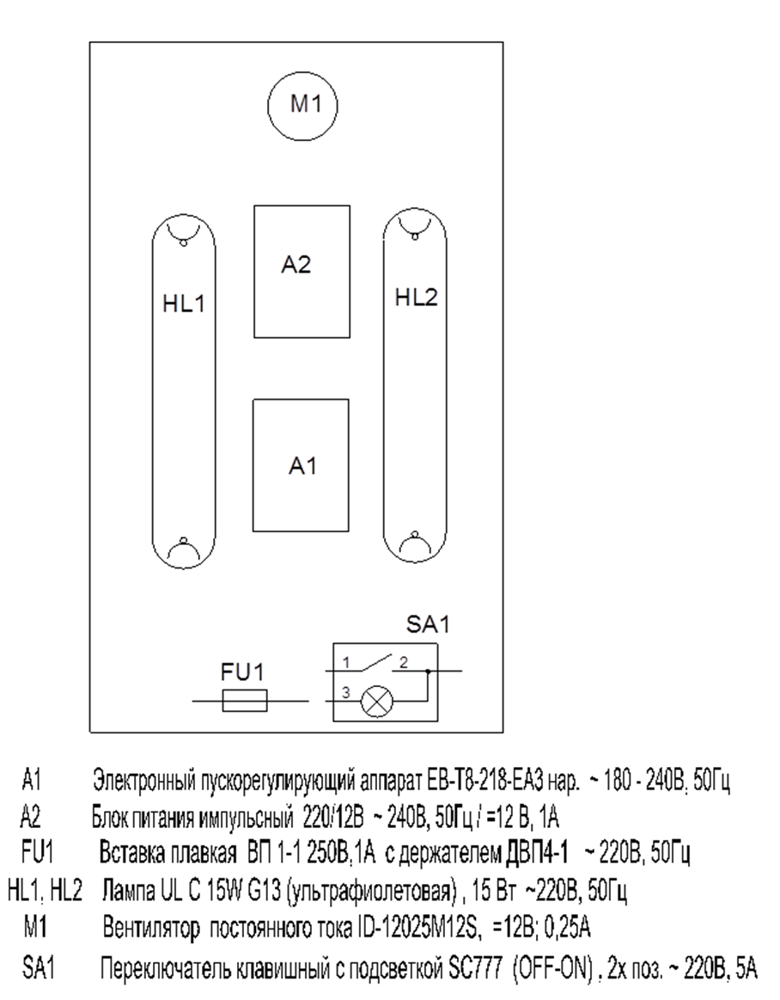 M1
A2
HL1
HL2
A1
SA1
1
2
FU1
3
A1 Электронный пускорегулирующий аппарат EB-T8-218-EA3 нар. ~ 180 - 240В, 50Гц
A2 Блок питания импульсный 220/12В ~ 240В, 50Гц / =12 В, 1А
FU1 Вставка плавкая ВП 1-1 250В,1А с держателем ДВП4-1 ~ 220В, 50Гц
HL1, HL2 Лампа UL C 15W G13 (ультрафиолетовая) , 15 Вт ~220В, 50Гц
M1 Вентилятор постоянного тока ID-12025M12S, =12В; 0,25А
SA1 Переключатель клавишный с подсветкой SC777 (OFF-ON) , 2х поз. ~ 220В, 5А